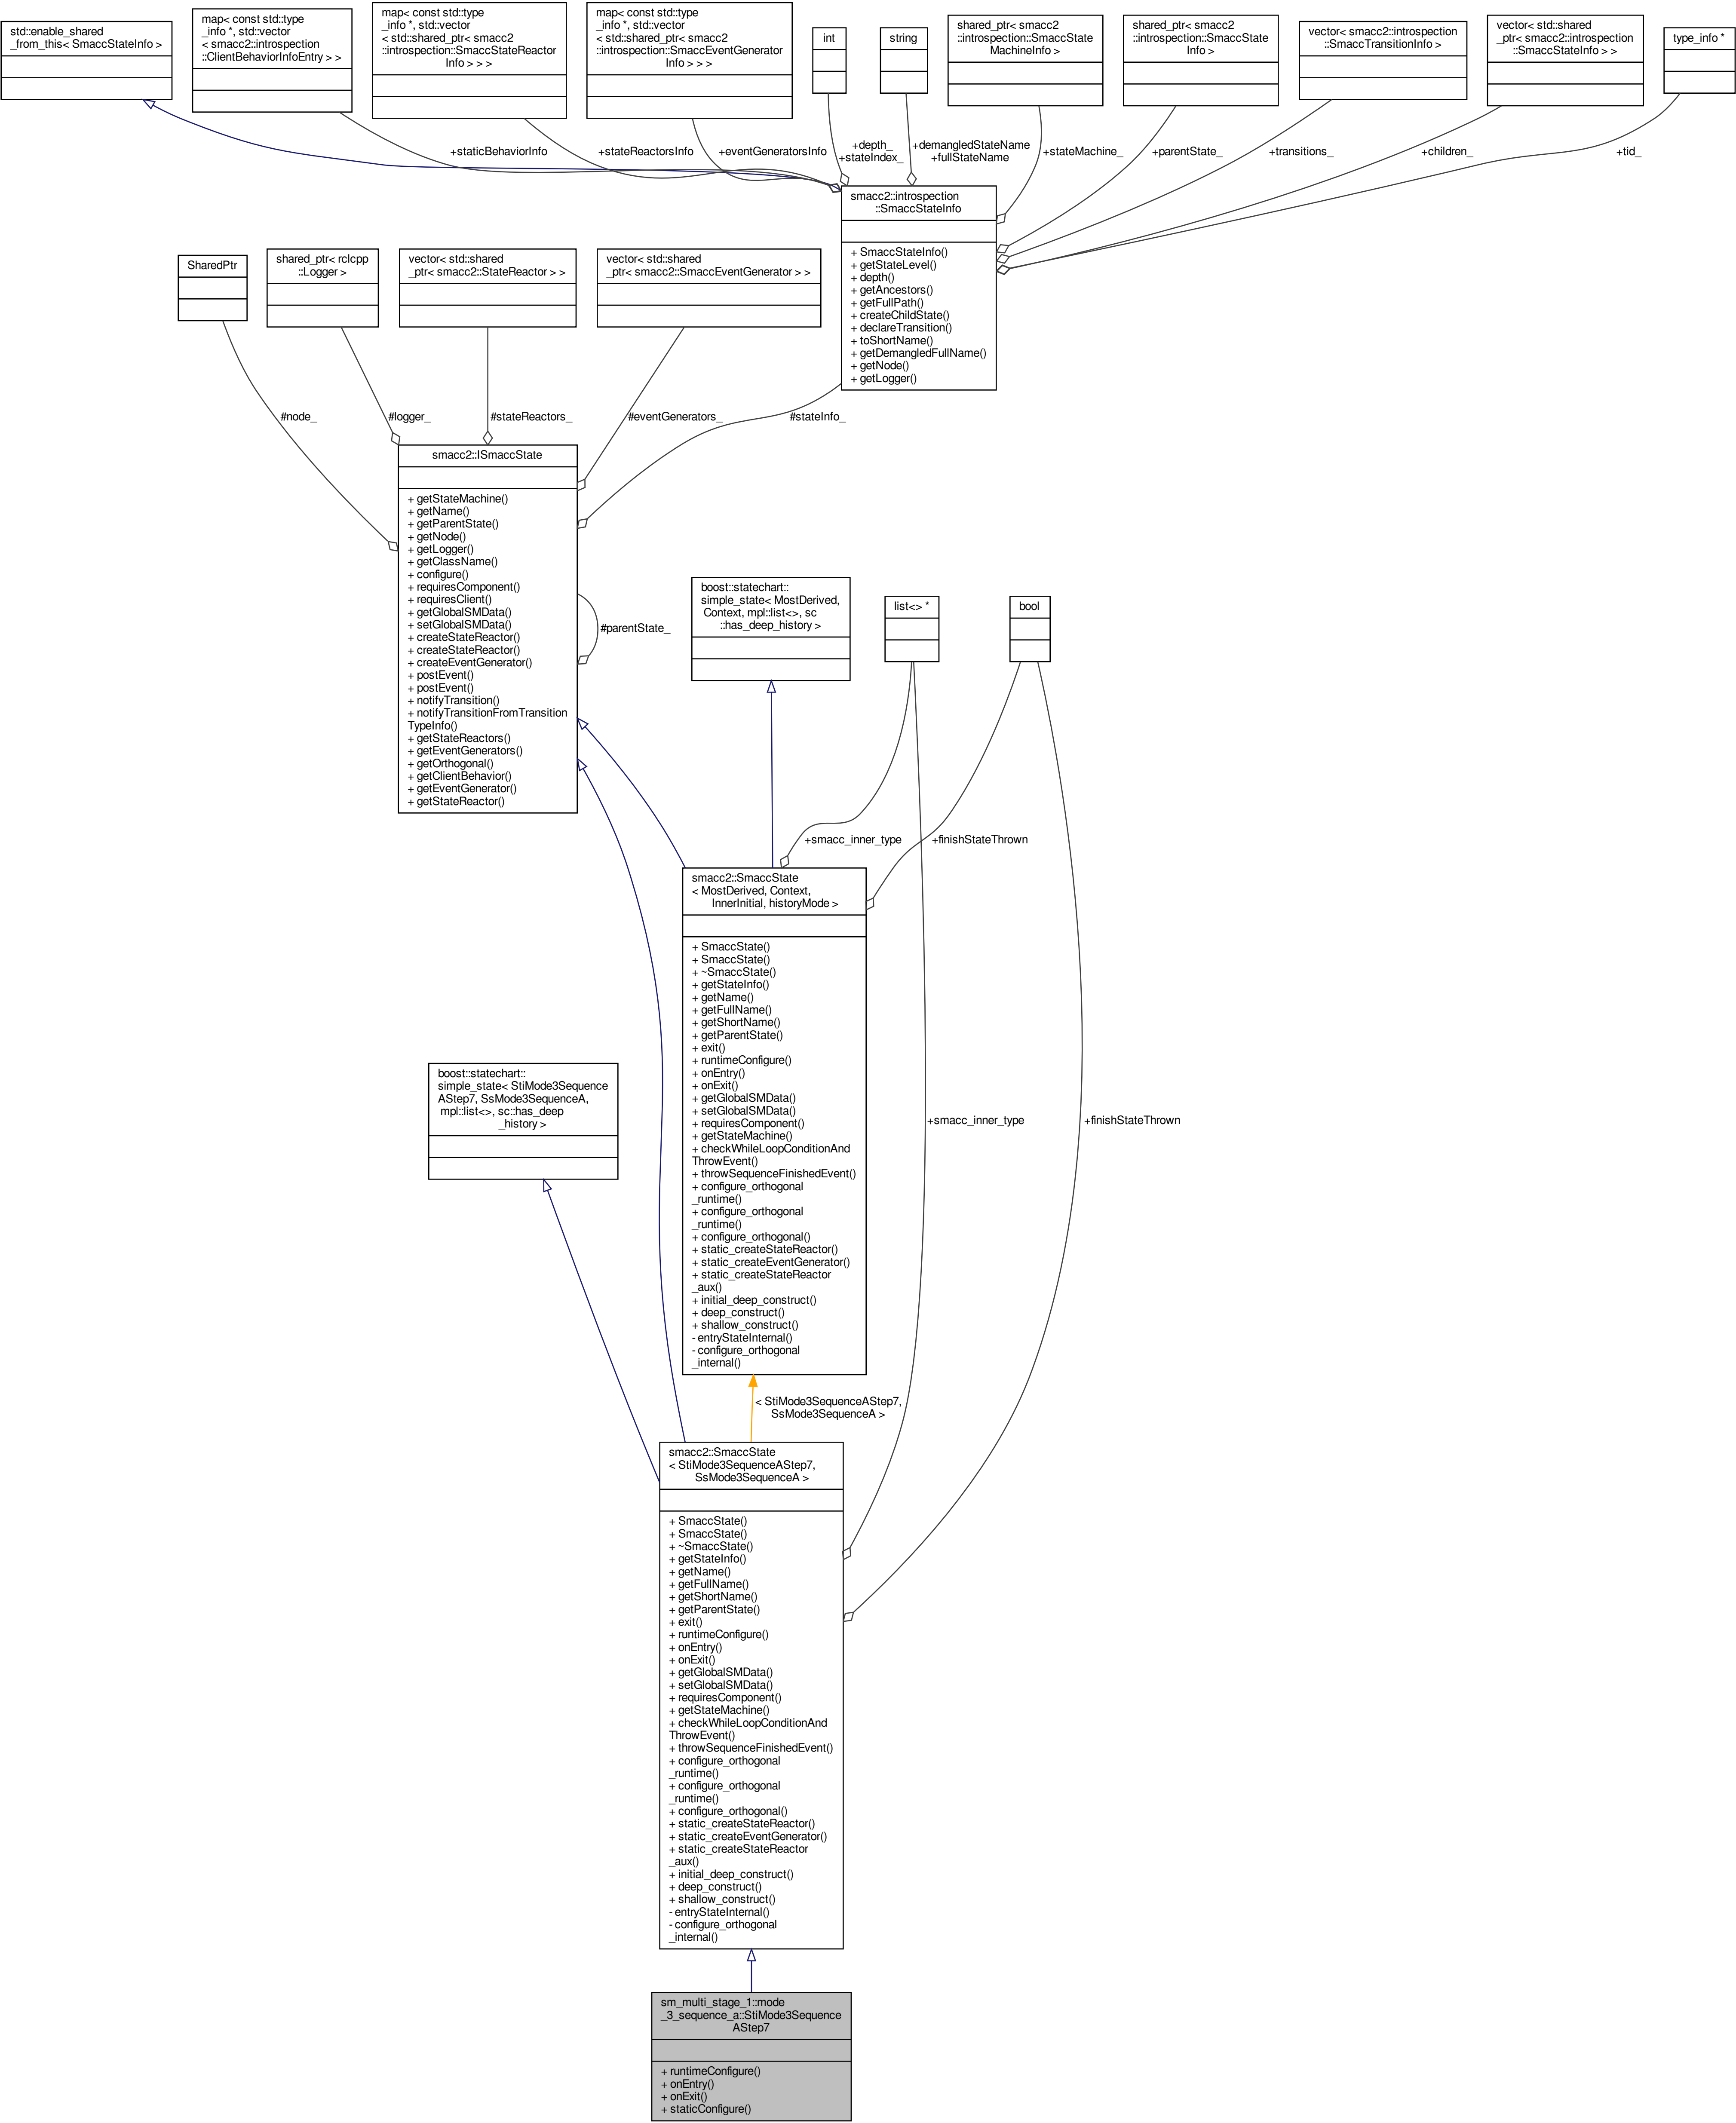 std::enable_shared
_from_this< SmaccStateInfo >
map< const std::type
_info *, std::vector
< smacc2::introspection
::ClientBehaviorInfoEntry > >
map< const std::type
_info *, std::vector
< std::shared_ptr< smacc2
::introspection::SmaccStateReactor
Info > > >
map< const std::type
_info *, std::vector
< std::shared_ptr< smacc2
::introspection::SmaccEventGenerator
Info > > >
int
string
shared_ptr< smacc2
::introspection::SmaccState
MachineInfo >
shared_ptr< smacc2
::introspection::SmaccState
Info >
vector< smacc2::introspection
::SmaccTransitionInfo >
vector< std::shared
_ptr< smacc2::introspection
::SmaccStateInfo > >
type_info *
+staticBehaviorInfo
+stateReactorsInfo
+eventGeneratorsInfo
+depth_
+stateIndex_
+demangledStateName
+fullStateName
+stateMachine_
+parentState_
+transitions_
+children_
+tid_
smacc2::introspection
::SmaccStateInfo
+ SmaccStateInfo()
+ getStateLevel()
+ depth()
+ getAncestors()
+ getFullPath()
+ createChildState()
+ declareTransition()
+ toShortName()
+ getDemangledFullName()
+ getNode()
+ getLogger()
SharedPtr
shared_ptr< rclcpp
::Logger >
vector< std::shared
_ptr< smacc2::StateReactor > >
vector< std::shared
_ptr< smacc2::SmaccEventGenerator > >
#node_
#logger_
#stateReactors_
#eventGenerators_
#stateInfo_
smacc2::ISmaccState
+ getStateMachine()
+ getName()
+ getParentState()
+ getNode()
+ getLogger()
+ getClassName()
+ configure()
+ requiresComponent()
+ requiresClient()
+ getGlobalSMData()
+ setGlobalSMData()
+ createStateReactor()
+ createStateReactor()
+ createEventGenerator()
+ postEvent()
+ postEvent()
+ notifyTransition()
+ notifyTransitionFromTransition
TypeInfo()
+ getStateReactors()
+ getEventGenerators()
+ getOrthogonal()
+ getClientBehavior()
+ getEventGenerator()
+ getStateReactor()
#parentState_
boost::statechart::
simple_state< MostDerived,
Context, mpl::list<>, sc
::has_deep_history >
list<> *
bool
+smacc_inner_type
+finishStateThrown
smacc2::SmaccState
< MostDerived, Context,
InnerInitial, historyMode >
+ SmaccState()
+ SmaccState()
+ ~SmaccState()
+ getStateInfo()
+ getName()
+ getFullName()
+ getShortName()
+ getParentState()
+ exit()
+ runtimeConfigure()
+ onEntry()
+ onExit()
+ getGlobalSMData()
+ setGlobalSMData()
+ requiresComponent()
+ getStateMachine()
+ checkWhileLoopConditionAnd
ThrowEvent()
+ throwSequenceFinishedEvent()
+ configure_orthogonal
_runtime()
+ configure_orthogonal
_runtime()
+ configure_orthogonal()
+ static_createStateReactor()
+ static_createEventGenerator()
+ static_createStateReactor
_aux()
+ initial_deep_construct()
+ deep_construct()
+ shallow_construct()
- entryStateInternal()
- configure_orthogonal
_internal()
boost::statechart::
simple_state< StiMode3Sequence
AStep7, SsMode3SequenceA,
mpl::list<>, sc::has_deep
_history >
+smacc_inner_type
+finishStateThrown
< StiMode3SequenceAStep7,
SsMode3SequenceA >
smacc2::SmaccState
< StiMode3SequenceAStep7,
SsMode3SequenceA >
+ SmaccState()
+ SmaccState()
+ ~SmaccState()
+ getStateInfo()
+ getName()
+ getFullName()
+ getShortName()
+ getParentState()
+ exit()
+ runtimeConfigure()
+ onEntry()
+ onExit()
+ getGlobalSMData()
+ setGlobalSMData()
+ requiresComponent()
+ getStateMachine()
+ checkWhileLoopConditionAnd
ThrowEvent()
+ throwSequenceFinishedEvent()
+ configure_orthogonal
_runtime()
+ configure_orthogonal
_runtime()
+ configure_orthogonal()
+ static_createStateReactor()
+ static_createEventGenerator()
+ static_createStateReactor
_aux()
+ initial_deep_construct()
+ deep_construct()
+ shallow_construct()
- entryStateInternal()
- configure_orthogonal
_internal()
sm_multi_stage_1::mode
_3_sequence_a::StiMode3Sequence
AStep7
+ runtimeConfigure()
+ onEntry()
+ onExit()
+ staticConfigure()